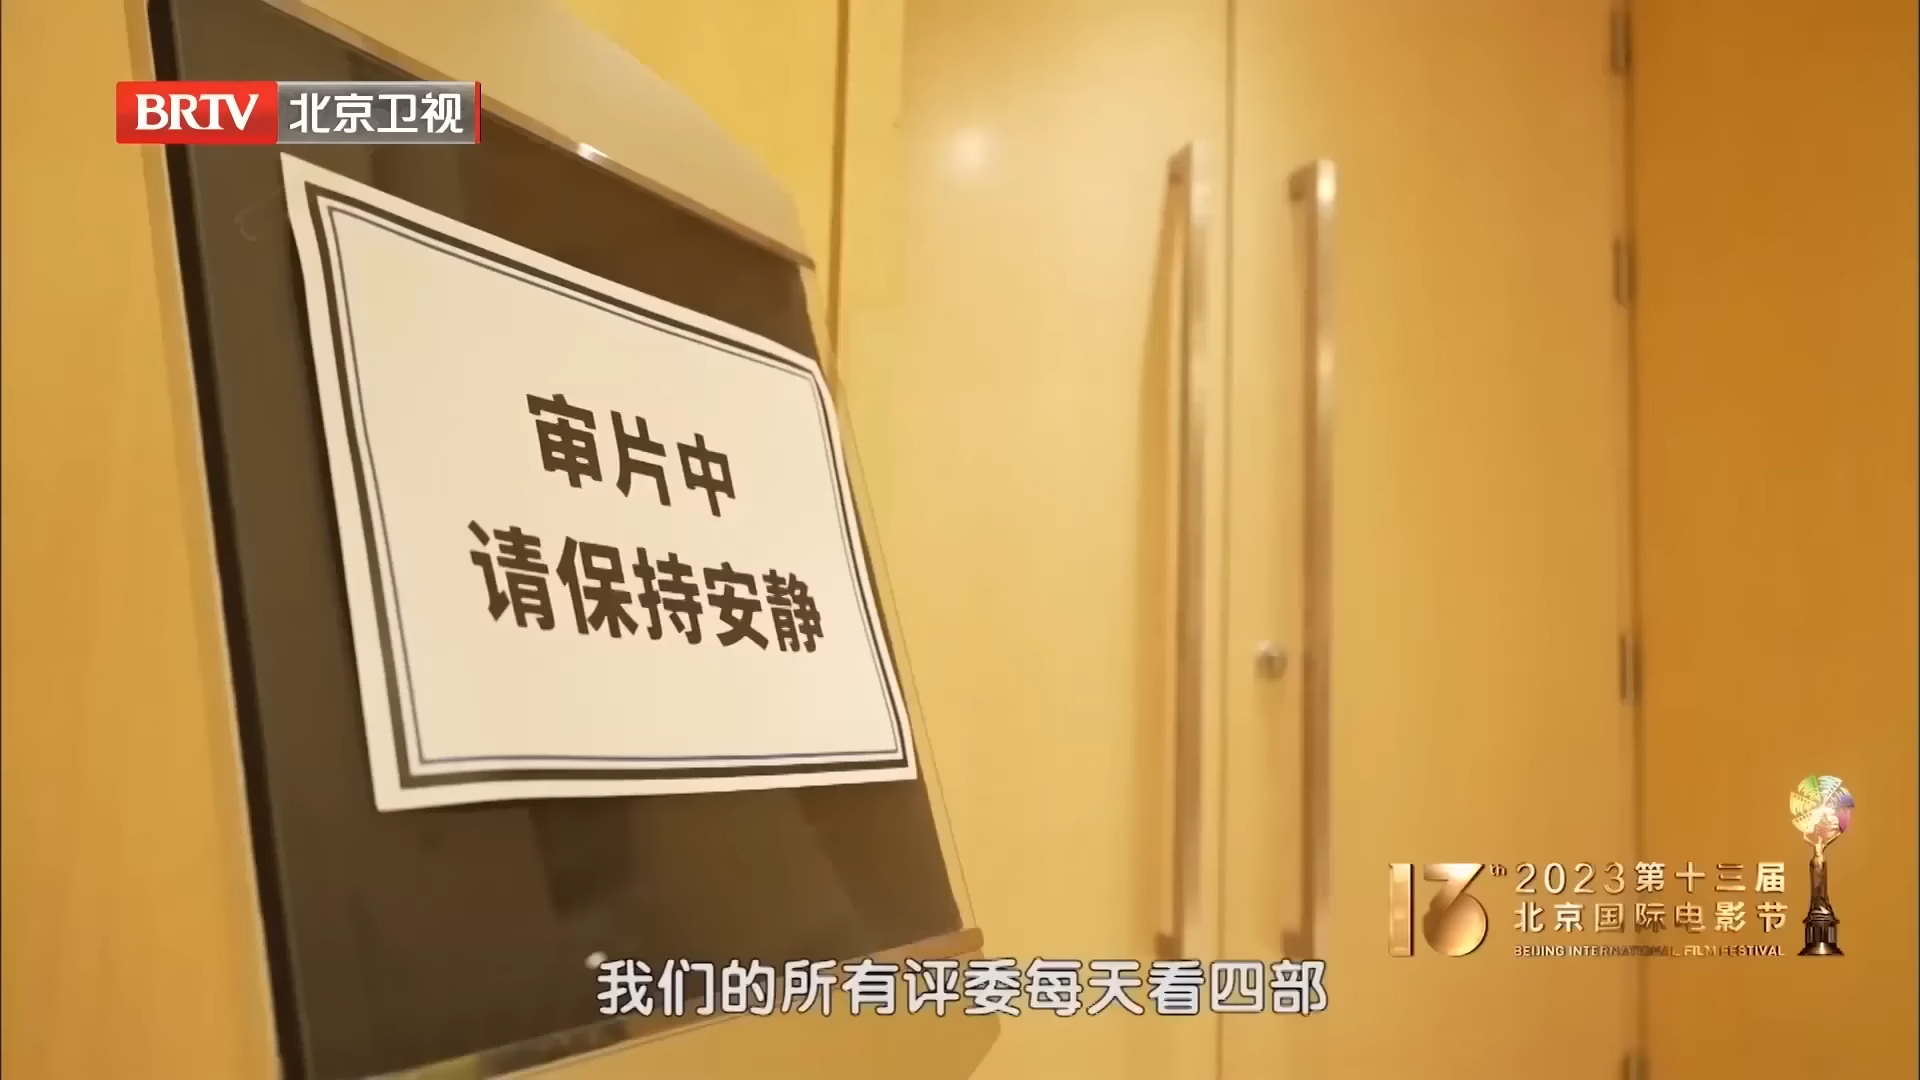 BRTV 北京卫视
审片中
请保持安静
13th 2023第十三届
北京国际电影节
BEIJING INTERNATIONAL FILM FESTIVAL
我们的所有评委每天看四部